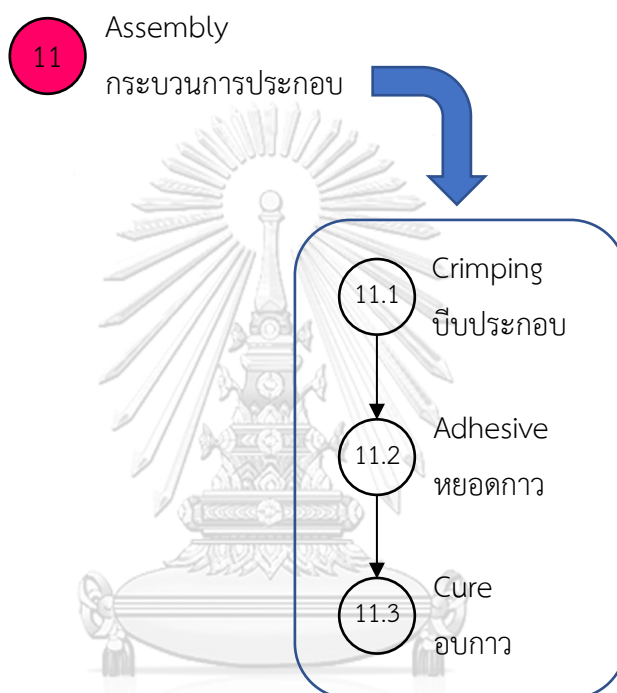 11
Assembly
กระบวนการประกอบ
11.1
Crimping
บีบประกอบ
11.2
Adhesive
หยอดกาว
11.3
Cure
อบกาว